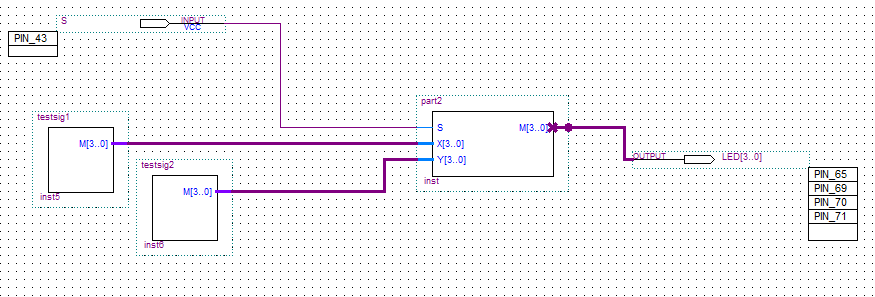 S
INPUT
VCC
PIN_43
testsig1
M[3..0]
inst5
testsig2
M[3..0]
inst6
part2
S
M[3..0]
X[3..0]
Y[3..0]
inst
OUTPUT
LED[3..0]
PIN_65
PIN_69
PIN_70
PIN_71